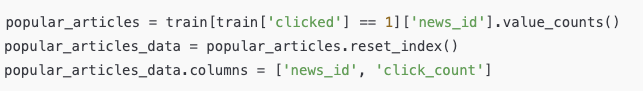 popular_articles = train[train['clicked'] == 1]['news_id'].value_counts()
popular_articles_data = popular_articles.reset_index()
popular_articles_data.columns = ['news_id', 'click_count']